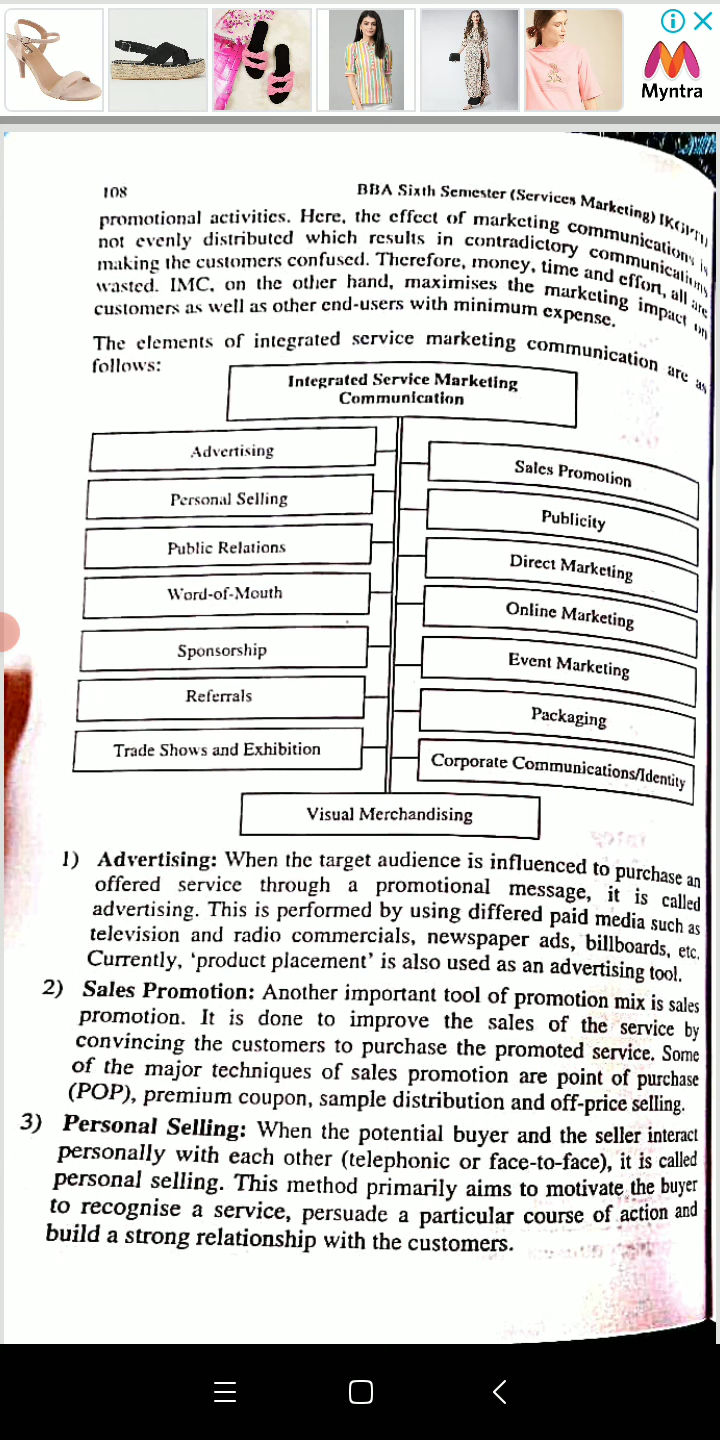 Myntra
108
BBA Sixth Semester (Services Marketing) IKGPTU
promotional activities. Here, the effect of marketing communications is
not evenly distributed which results in contradictory communications
making the customers confused. Therefore, money, time and effort, all are
wasted. IMC, on the other hand, maximises the marketing impact on
customers as well as other end-users with minimum expense.
The elements of integrated service marketing communication are as
follows:
Integrated Service Marketing
Communication
Advertising
Sales Promotion
Personal Selling
Publicity
Public Relations
Direct Marketing
Word-of-Mouth
Online Marketing
Sponsorship
Event Marketing
Referrals
Packaging
Trade Shows and Exhibition
Corporate Communications/Identity
Visual Merchandising
1) Advertising: When the target audience is influenced to purchase an
offered service through a promotional message, it is called
advertising. This is performed by using differed paid media such as
television and radio commercials, newspaper ads, billboards, etc.
Currently, ‘product placement’ is also used as an advertising tool.
2) Sales Promotion: Another important tool of promotion mix is sales
promotion. It is done to improve the sales of the service by
convincing the customers to purchase the promoted service. Some
of the major techniques of sales promotion are point of purchase
(POP), premium coupon, sample distribution and off-price selling.
3) Personal Selling: When the potential buyer and the seller interact
personally with each other (telephonic or face-to-face), it is called
personal selling. This method primarily aims to motivate the buyer
to recognise a service, persuade a particular course of action and
build a strong relationship with the customers.